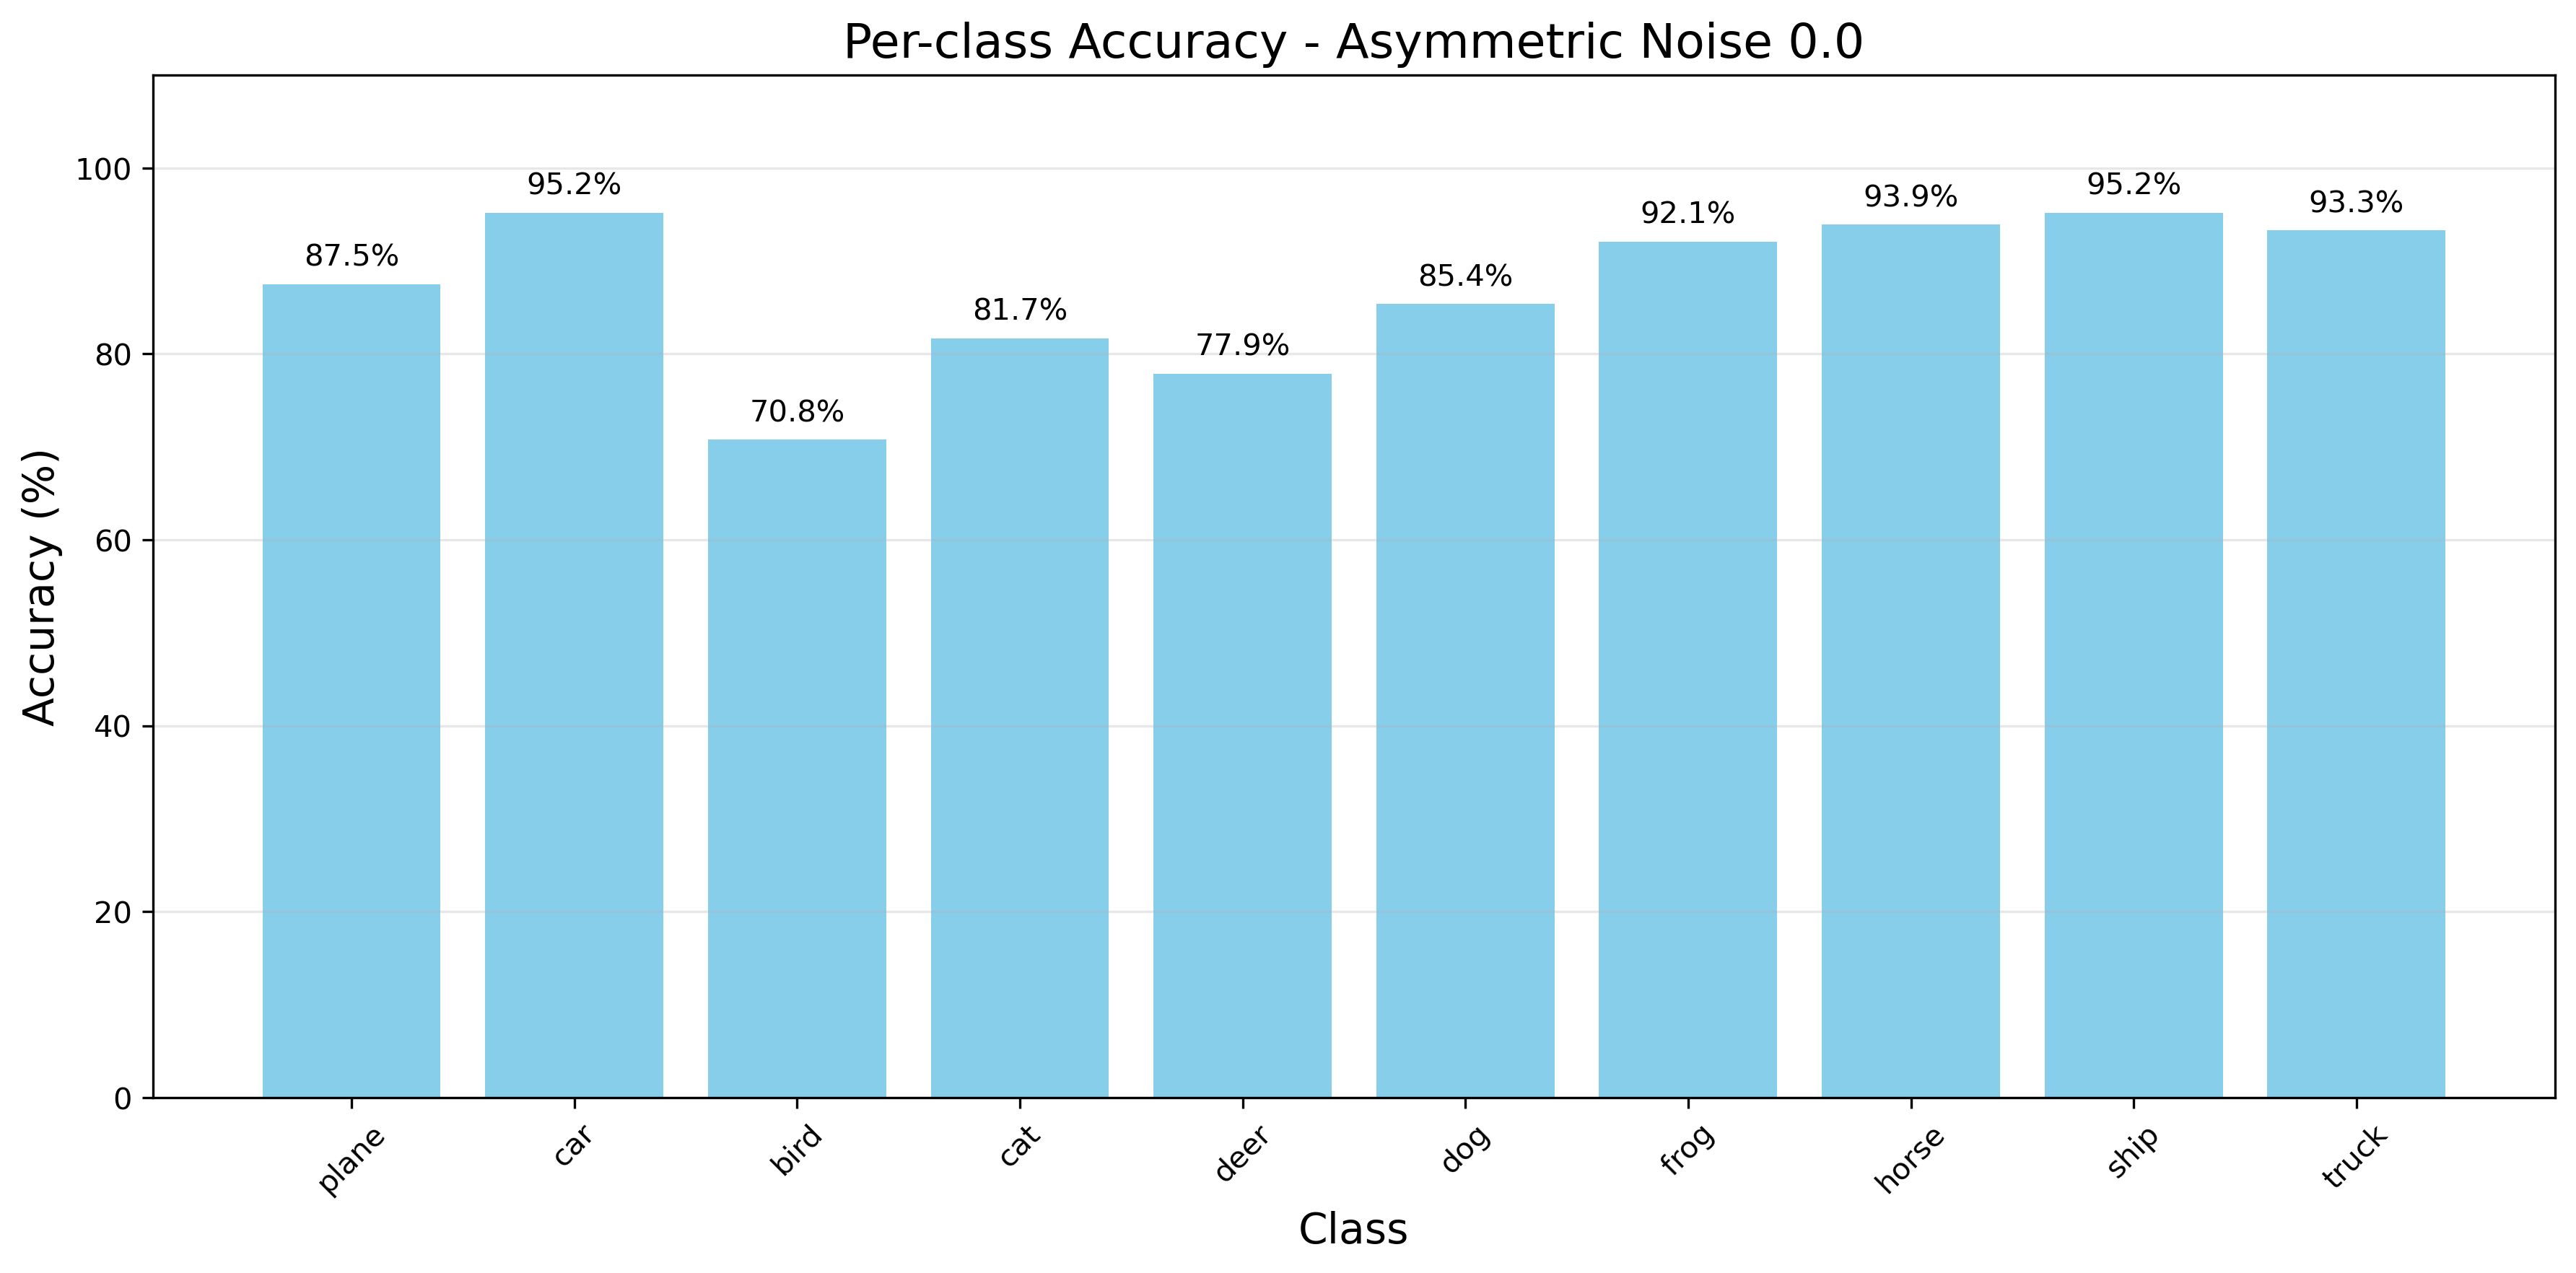 Per-class Accuracy - Asymmetric Noise 0.0
Accuracy (%)
100
80
60
40
20
0
87.5%
95.2%
70.8%
81.7%
77.9%
85.4%
92.1%
93.9%
95.2%
93.3%
plane
car
bird
cat
deer
dog
frog
horse
ship
truck
Class